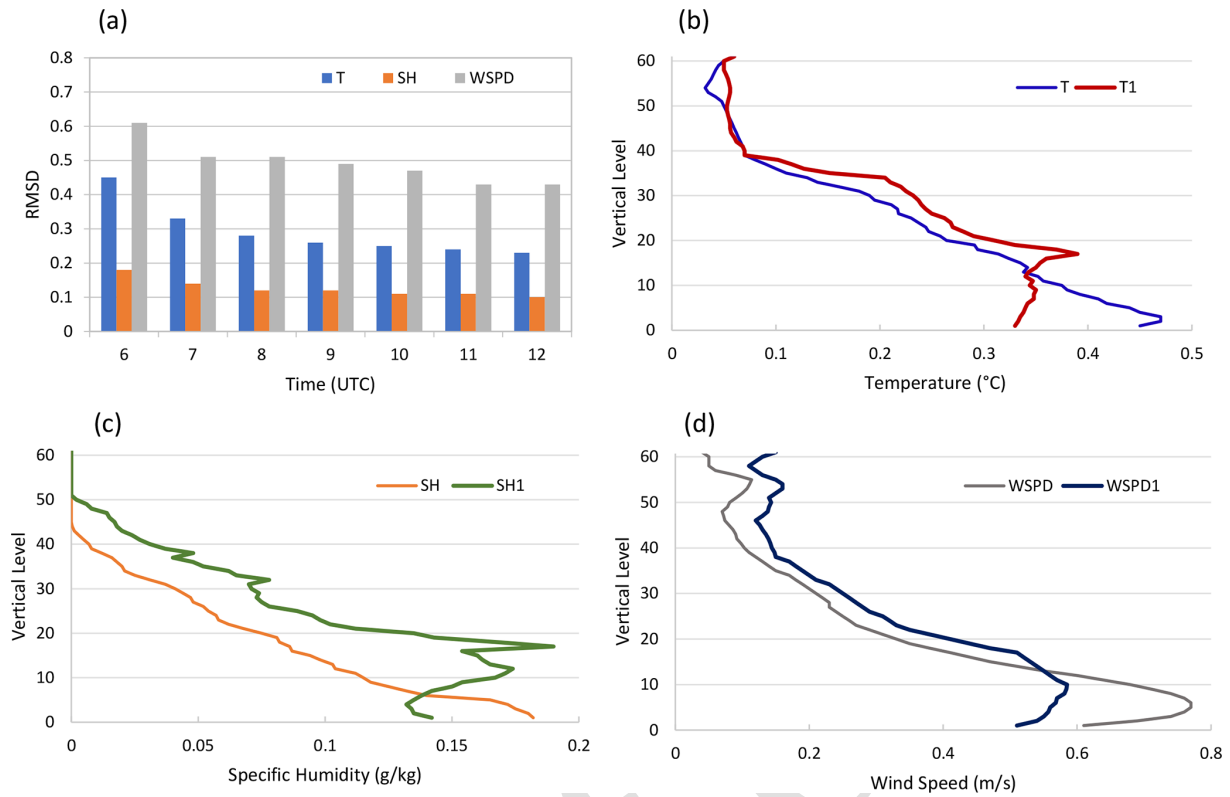 (a)
0.8
0.7
0.6
0.5
0.4
0.3
0.2
0.1
0
RMSD
T SH WSPD
6 7 8 9 10 11 12
Time (UTC)
(b)
60
50
40
30
20
10
0
Vertical Level
T T1
0 0.1 0.2 0.3 0.4 0.5
Temperature (°C)
(c)
60
50
40
30
20
10
0
Vertical Level
SH SH1
0 0.05 0.1 0.15 0.2
Specific Humidity (g/kg)
(d)
60
50
40
30
20
10
0
Vertical Level
WSPD WSPD1
0 0.2 0.4 0.6 0.8
Wind Speed (m/s)